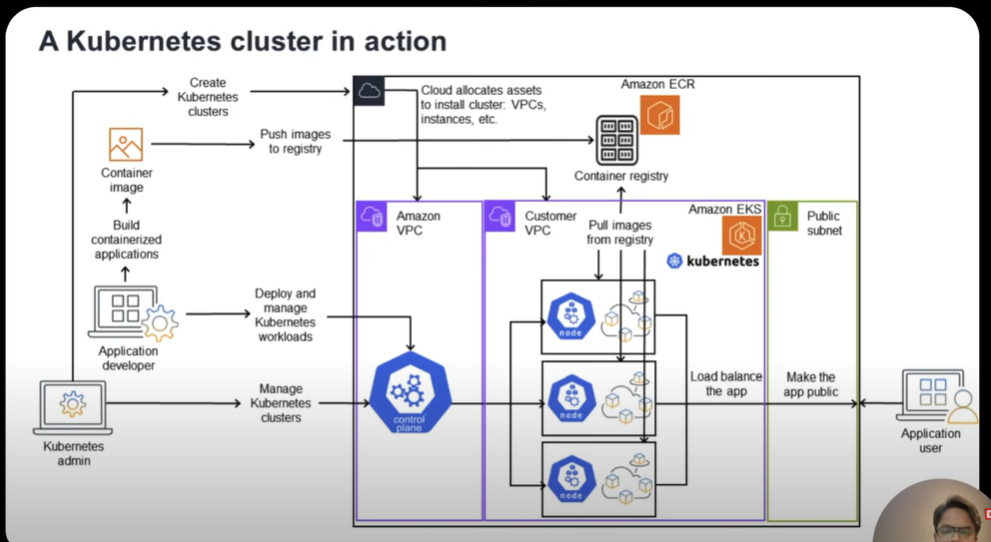 A Kubernetes cluster in action
Create
Kubernetes
clusters
Cloud allocates assets
to install cluster: VPCs,
instances, etc.
Amazon ECR
Push images
to registry
Container
image
Container registry
Build
containerized
applications
Amazon
VPC
Customer
VPC
Pull images
from registry
Amazon EKS
kubernetes
Public
subnet
Deploy and
manage
Kubernetes
workloads
Application
developer
node
Manage
Kubernetes
clusters
control
plane
node
Load balance
the app
Make the
app public
Application
user
Kubernetes
admin
node